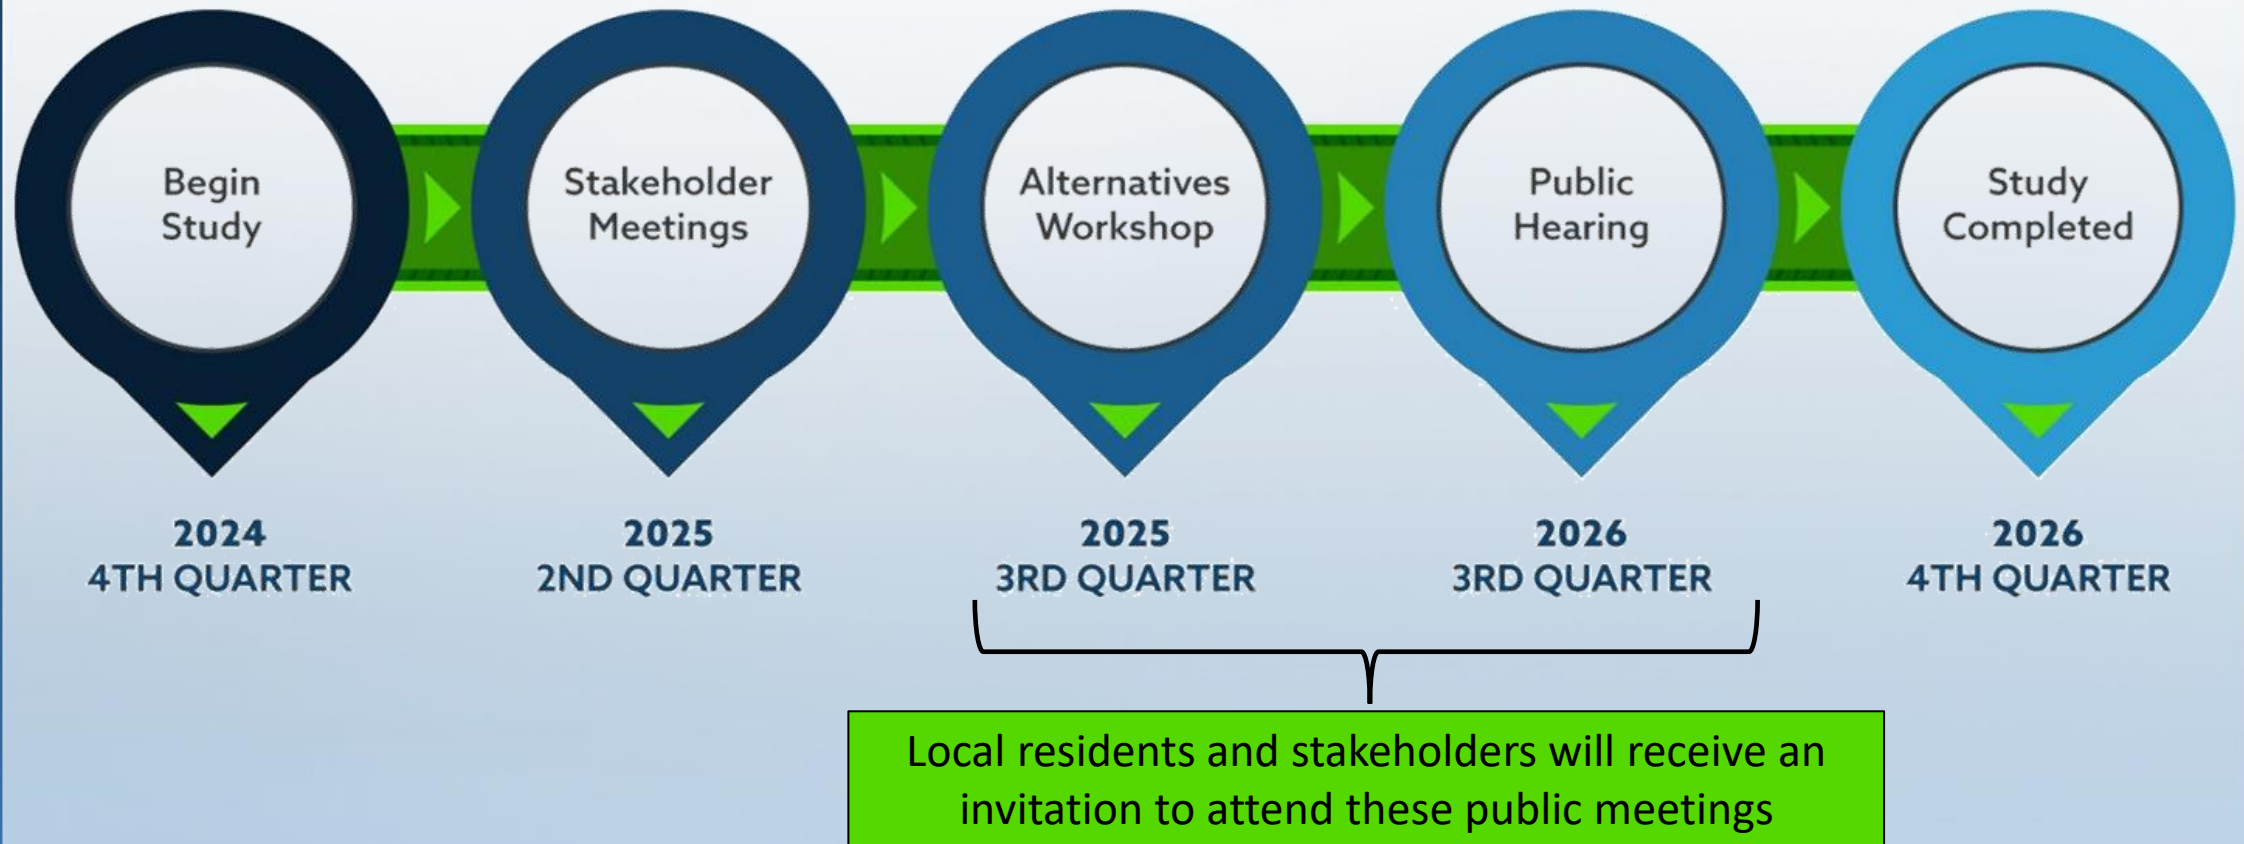 Begin
Study
Stakeholder
Meetings
Alternatives
Workshop
Public
Hearing
Study
Completed
2024
4TH QUARTER
2025
2ND QUARTER
2025
3RD QUARTER
2026
3RD QUARTER
2026
4TH QUARTER
Local residents and stakeholders will receive an
invitation to attend these public meetings